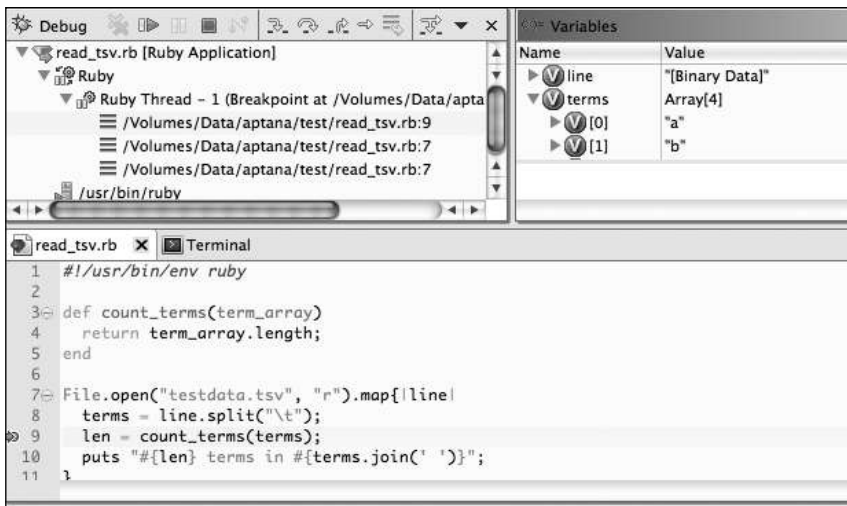 Debug
read_tsv.rb [Ruby Application]
Ruby
Ruby Thread - 1 (Breakpoint at /Volumes/Data/apta
/Volumes/Data/aptana/test/read_tsv.rb:9
/Volumes/Data/aptana/test/read_tsv.rb:7
/Volumes/Data/aptana/test/read_tsv.rb:7
/usr/bin/ruby
Variables
Name Value
line "[Binary Data]"
terms Array[4]
[0] "a"
[1] "b"
read_tsv.rb Terminal
1 #!/usr/bin/env ruby
2
3 def count_terms(term_array)
4 return term_array.length;
5 end
6
7 File.open("testdata.tsv", "r").map{|line|
8 terms = line.split("\t");
9 len = count_terms(terms);
10 puts "#{len} terms in #{terms.join(' ')}";
11 }